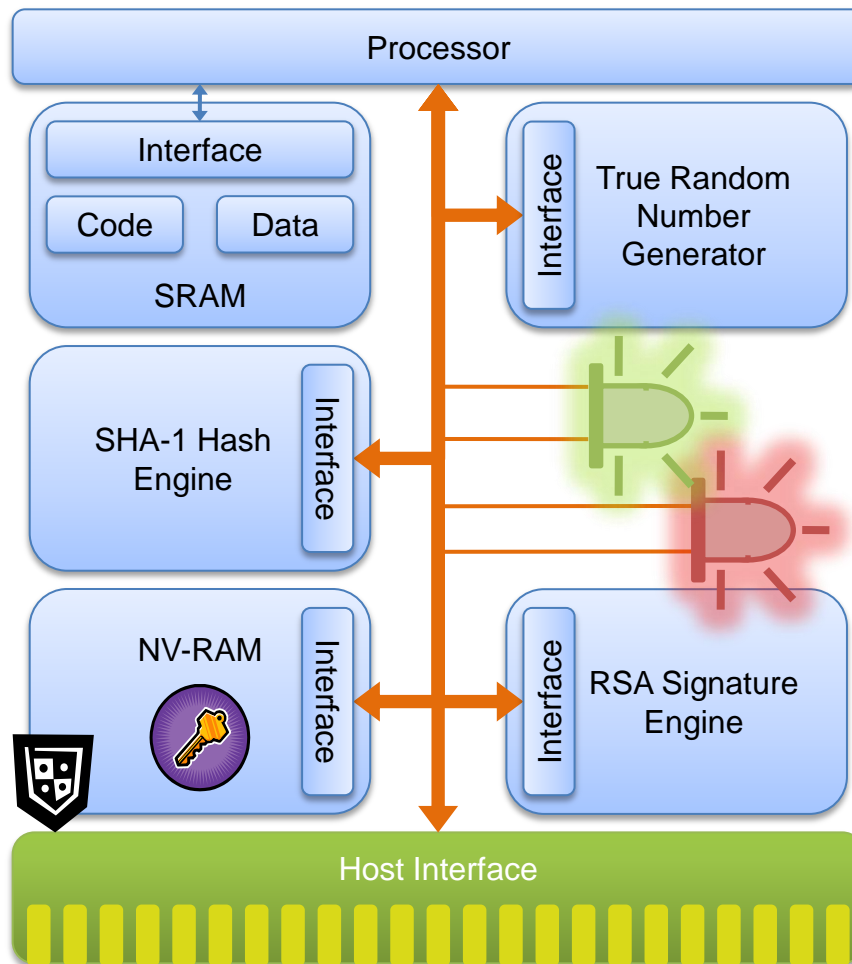 Processor
Interface
Code
Data
SRAM
Interface
True Random
Number
Generator
SHA-1 Hash
Engine
Interface
NV-RAM
Interface
Interface
RSA Signature
Engine
Host Interface